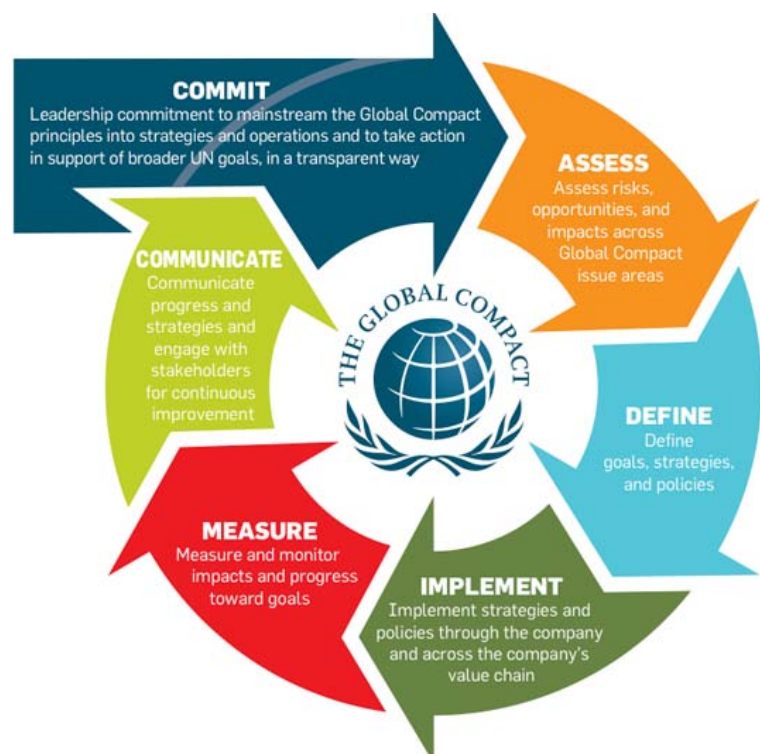 COMMIT
Leadership commitment to mainstream the Global Compact
principles into strategies and operations and to take action
in support of broader UN goals, in a transparent way
ASSESS
Assess risks,
opportunities, and
impacts across
Global Compact
issue areas
DEFINE
Define
goals, strategies,
and policies
IMPLEMENT
Implement strategies and
policies through the company
and across the company's
value chain
MEASURE
Measure and monitor
impacts and progress
toward goals
COMMUNICATE
Communicate
progress and
strategies and
engage with
stakeholders
for continuous
improvement
THE GLOBAL COMPACT